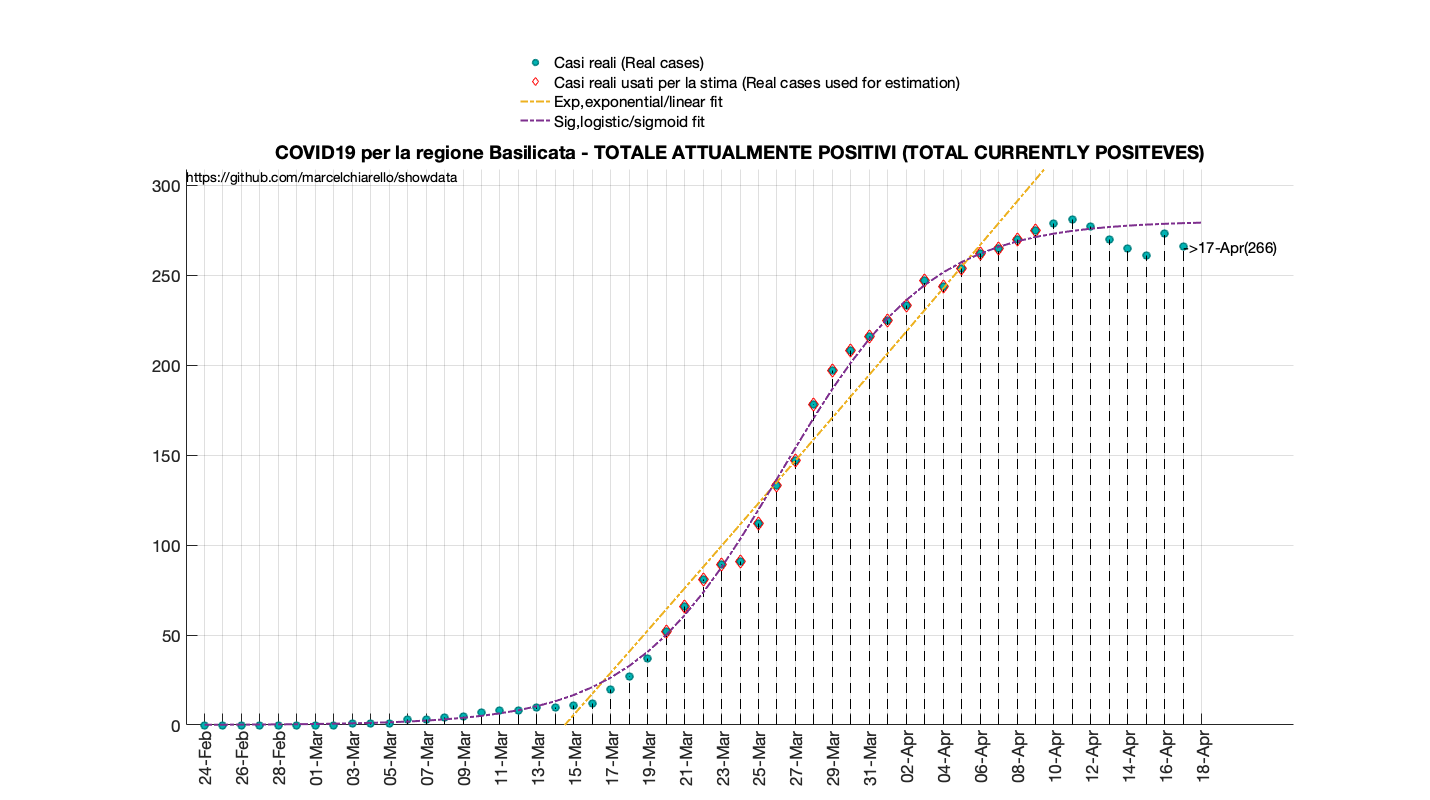 Casi reali (Real cases)
Casi reali usati per la stima (Real cases used for estimation)
Exp,exponential/linear fit
Sig,logistic/sigmoid fit
COVID19 per la regione Basilicata - TOTALE ATTUALMENTE POSITIVI (TOTAL CURRENTLY POSITEVES)
https://github.com/marcelchiarello/showdata
300
250
200
150
100
50
0
->17-Apr(266)
24-Feb
26-Feb
28-Feb
01-Mar
03-Mar
05-Mar
07-Mar
09-Mar
11-Mar
13-Mar
15-Mar
17-Mar
19-Mar
21-Mar
23-Mar
25-Mar
27-Mar
29-Mar
31-Mar
02-Apr
04-Apr
06-Apr
08-Apr
10-Apr
12-Apr
14-Apr
16-Apr
18-Apr